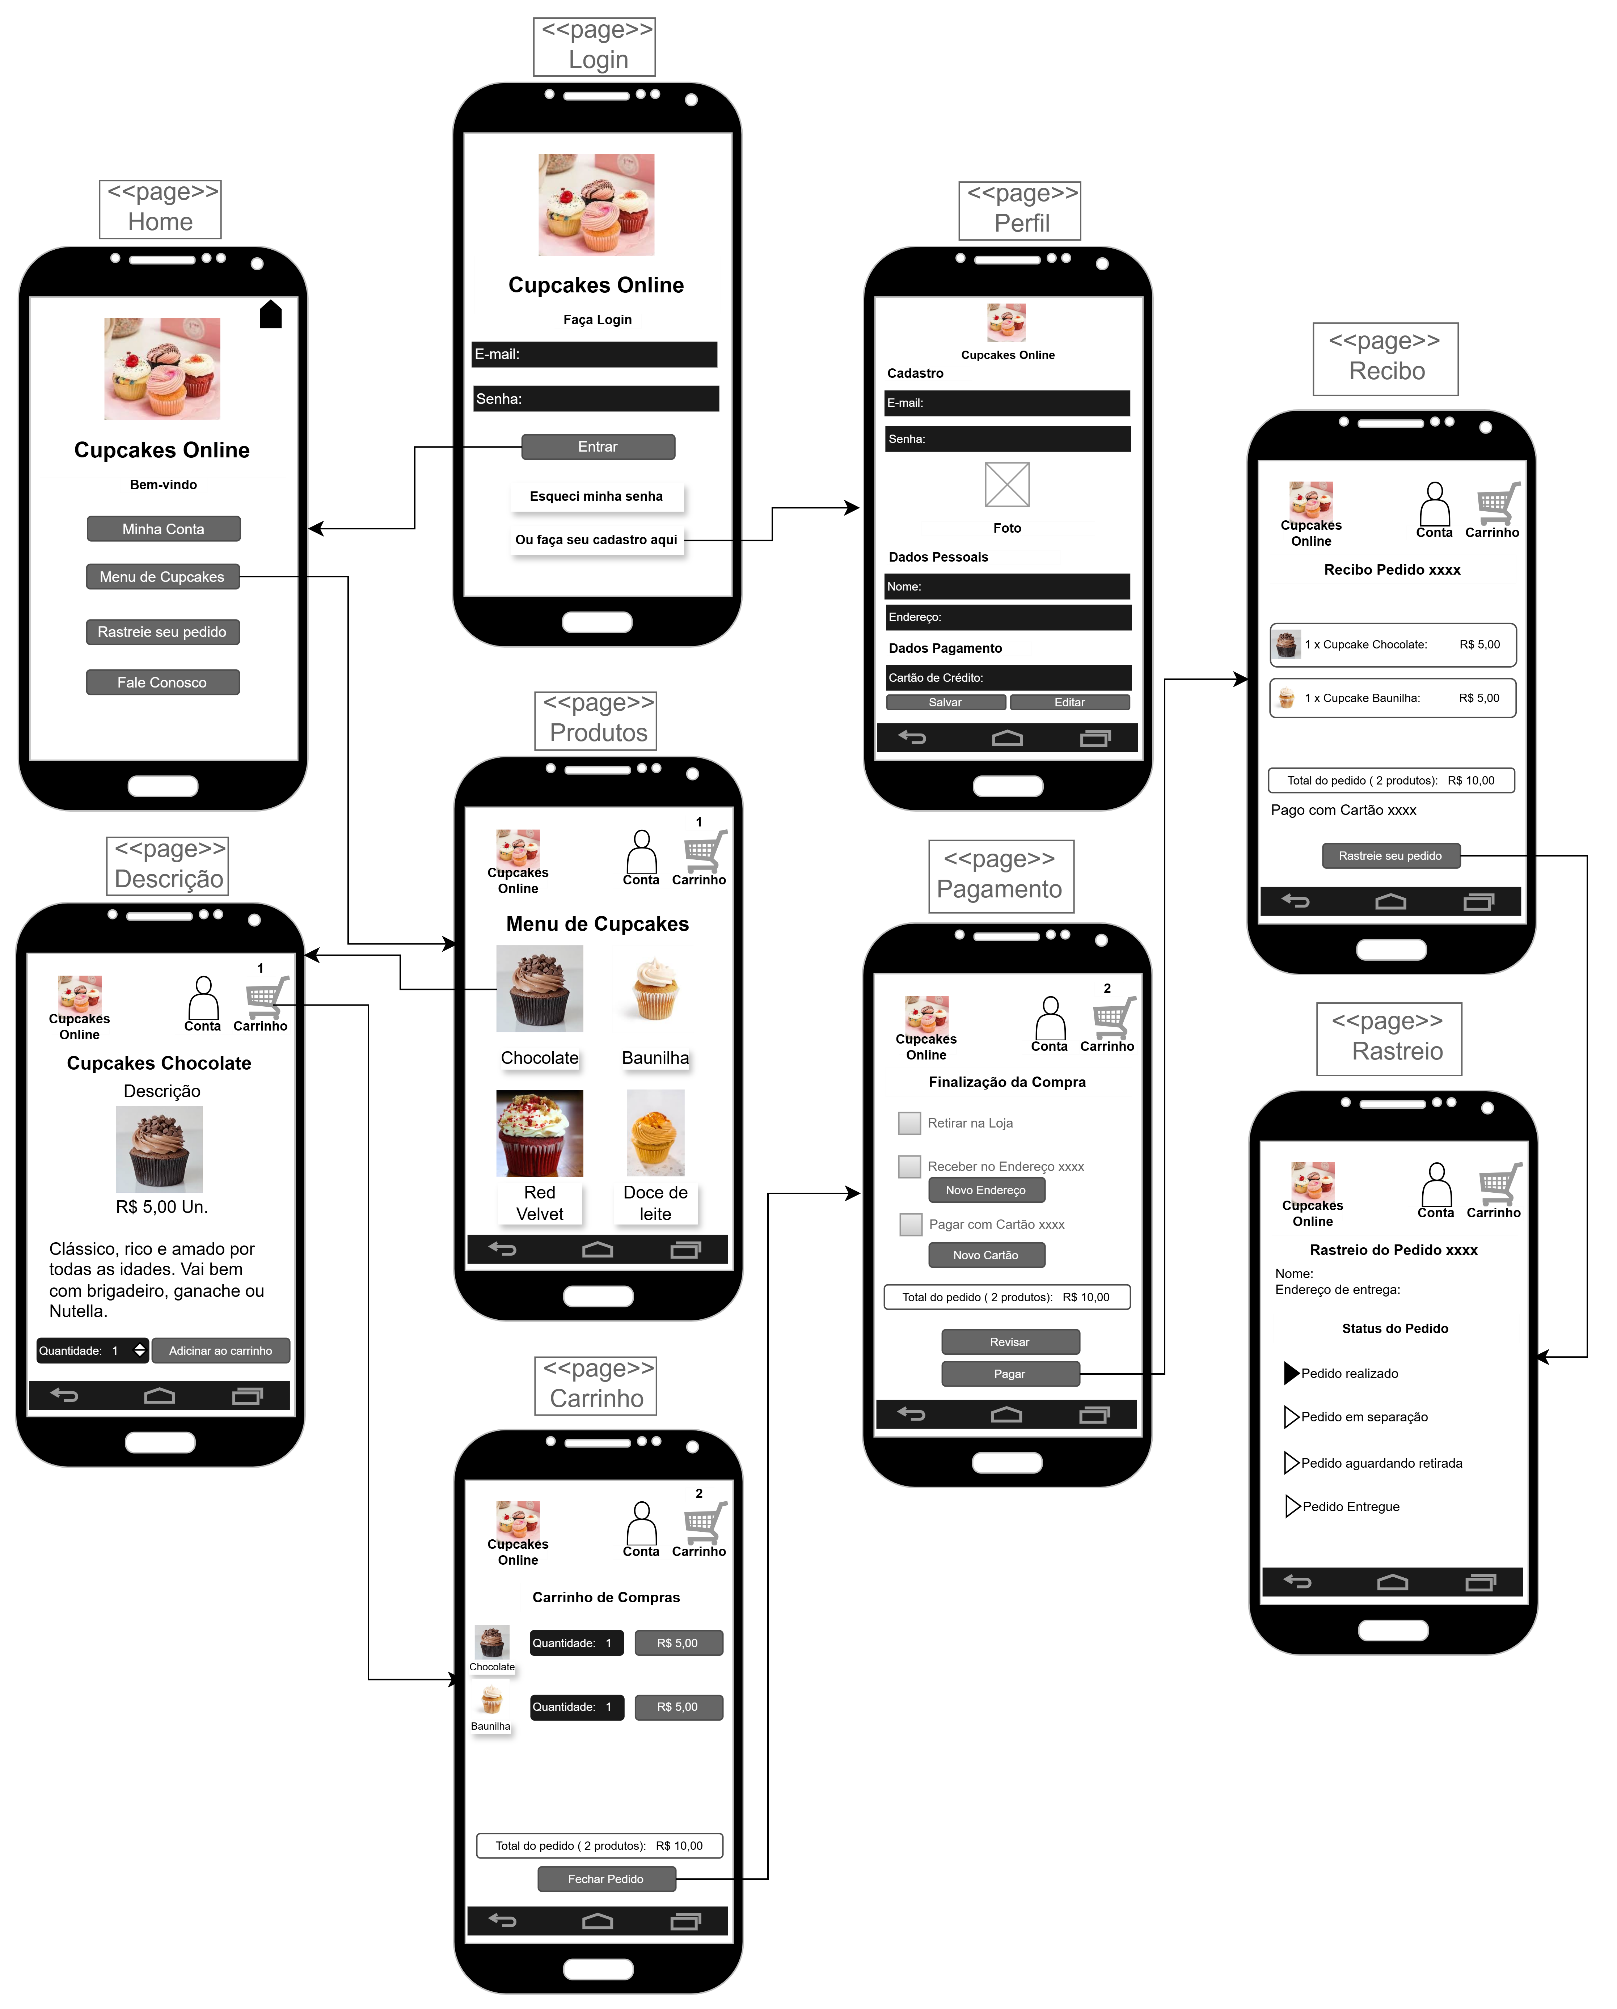 <<page>>
Login
Cupcakes Online
Faça Login
E-mail:
Senha:
Entrar
Esqueci minha senha
Ou faça seu cadastro aqui
<<page>>
Home
Cupcakes Online
Bem-vindo
Minha Conta
Menu de Cupcakes
Rastreie seu pedido
Fale Conosco
<<page>>
Perfil
Cupcakes Online
Cadastro
E-mail:
Senha:
Foto
Dados Pessoais
Nome:
Endereço:
Dados Pagamento
Cartão de Crédito:
Salvar Editar
<<page>>
Recibo
Cupcakes
Online
Conta
Carrinho
Recibo Pedido xxxx
1 x Cupcake Chocolate: R$ 5,00
1 x Cupcake Baunilha: R$ 5,00
Total do pedido ( 2 produtos): R$ 10,00
Pago com Cartão xxxx
Rastreie seu pedido
<<page>>
Produtos
1
Cupcakes
Online
Conta
Carrinho
Menu de Cupcakes
Chocolate
Baunilha
Red
Velvet
Doce de
leite
<<page>>
Descrição
1
Cupcakes
Online
Conta
Carrinho
Cupcakes Chocolate
Descrição
R$ 5,00 Un.
Clássico, rico e amado por
todas as idades. Vai bem
com brigadeiro, ganache ou
Nutella.
Quantidade: 1
Adicinar ao carrinho
<<page>>
Pagamento
2
Cupcakes
Online
Conta
Carrinho
Finalização da Compra
Retirar na Loja
Receber no Endereço xxxx
Novo Endereço
Pagar com Cartão xxxx
Novo Cartão
Total do pedido ( 2 produtos): R$ 10,00
Revisar
Pagar
<<page>>
Rastreio
Cupcakes
Online
Conta
Carrinho
Rastreio do Pedido xxxx
Nome:
Endereço de entrega:
Status do Pedido
Pedido realizado
Pedido em separação
Pedido aguardando retirada
Pedido Entregue
<<page>>
Carrinho
2
Cupcakes
Online
Conta
Carrinho
Carrinho de Compras
Chocolate
Quantidade: 1
R$ 5,00
Baunilha
Quantidade: 1
R$ 5,00
Total do pedido ( 2 produtos): R$ 10,00
Fechar Pedido